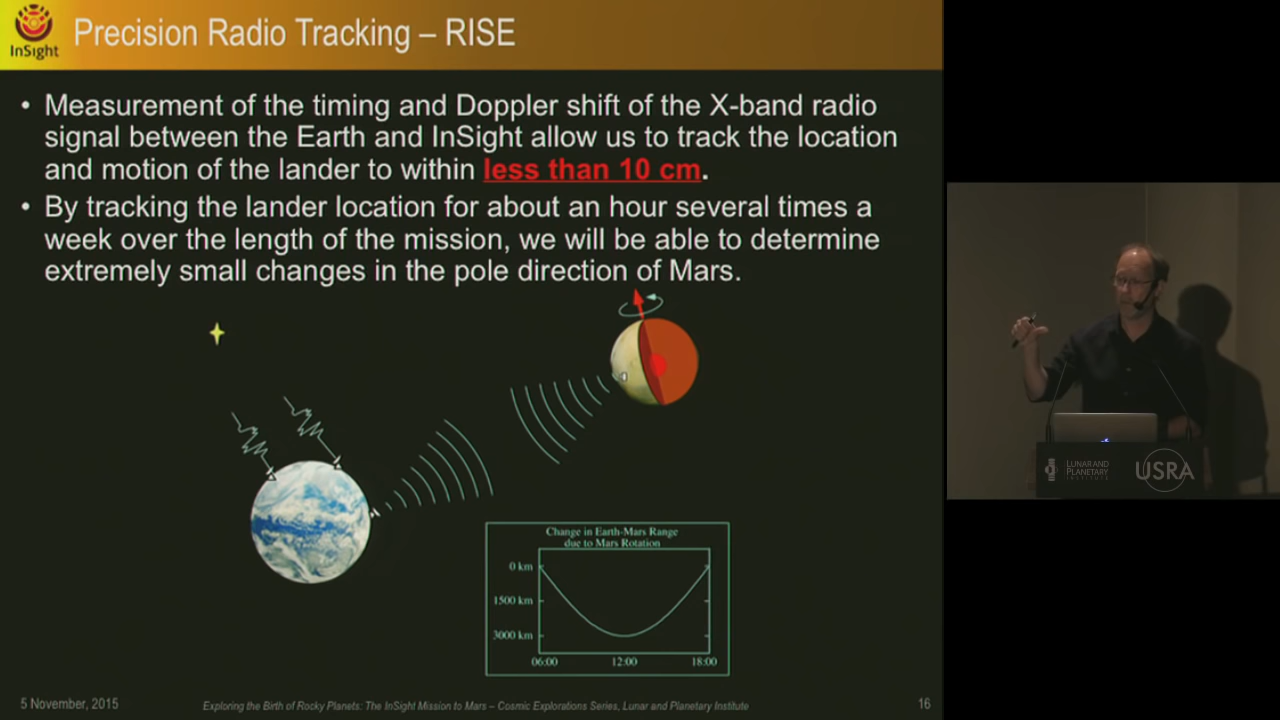 InSight
Precision Radio Tracking – RISE
• Measurement of the timing and Doppler shift of the X-band radio
signal between the Earth and InSight allow us to track the location
and motion of the lander to within less than 10 cm.
• By tracking the lander location for about an hour several times a
week over the length of the mission, we will be able to determine
extremely small changes in the pole direction of Mars.
Change in Earth-Mars Range
due to Mars Rotation
0 km
1500 km
3000 km
06:00 12:00 18:00
LUNAR AND
PLANETARY
INSTITUTE
USRA
5 November, 2015
Exploring the Birth of Rocky Planets: The InSight Mission to Mars – Cosmic Explorations Series, Lunar and Planetary Institute
16